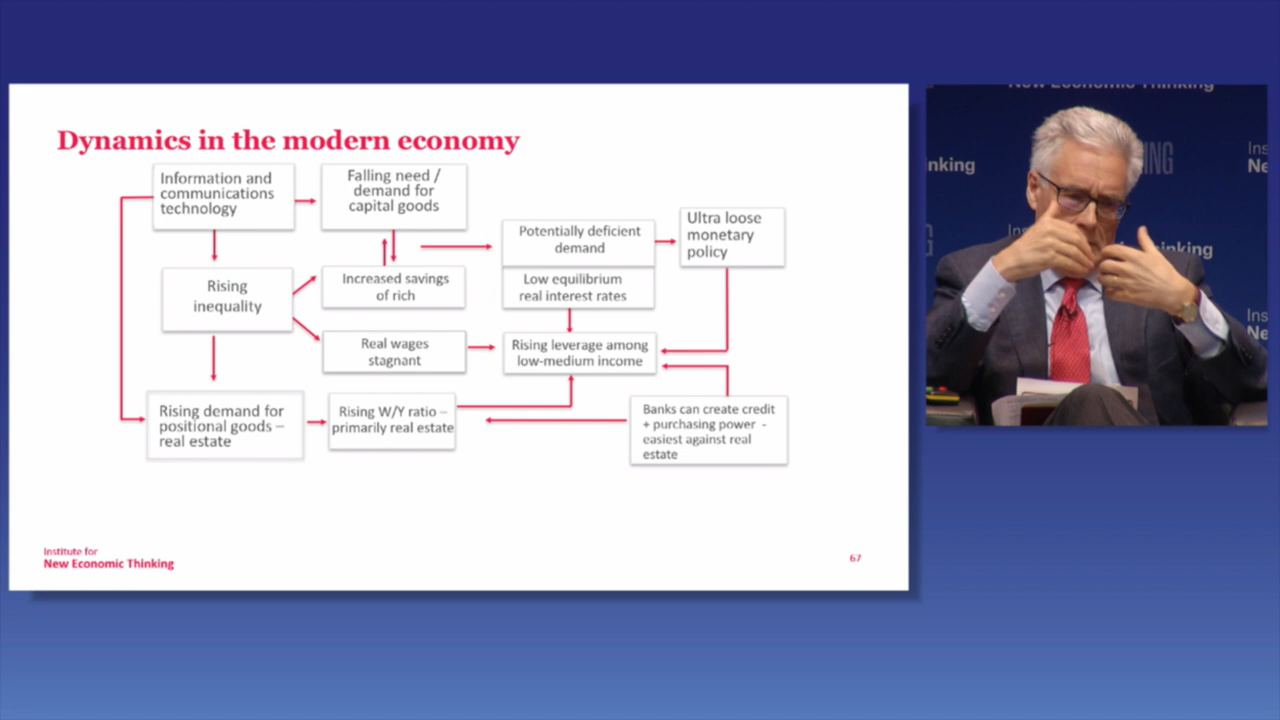 Dynamics in the modern economy
Information and
communications
technology
Falling need /
demand for
capital goods
Potentially deficient
demand
Ultra loose
monetary
policy
Rising
inequality
Increased savings
of rich
Low equilibrium
real interest rates
Real wages
stagnant
Rising leverage among
low-medium income
Rising demand for
positional goods –
real estate
Rising W/Y ratio –
primarily real estate
Banks can create credit
+ purchasing power -
easiest against real
estate
Institute for
New Economic Thinking
67
New Economic Thinking
nking
ING
Ins
Ne
Ins
nking
Ins
Ne